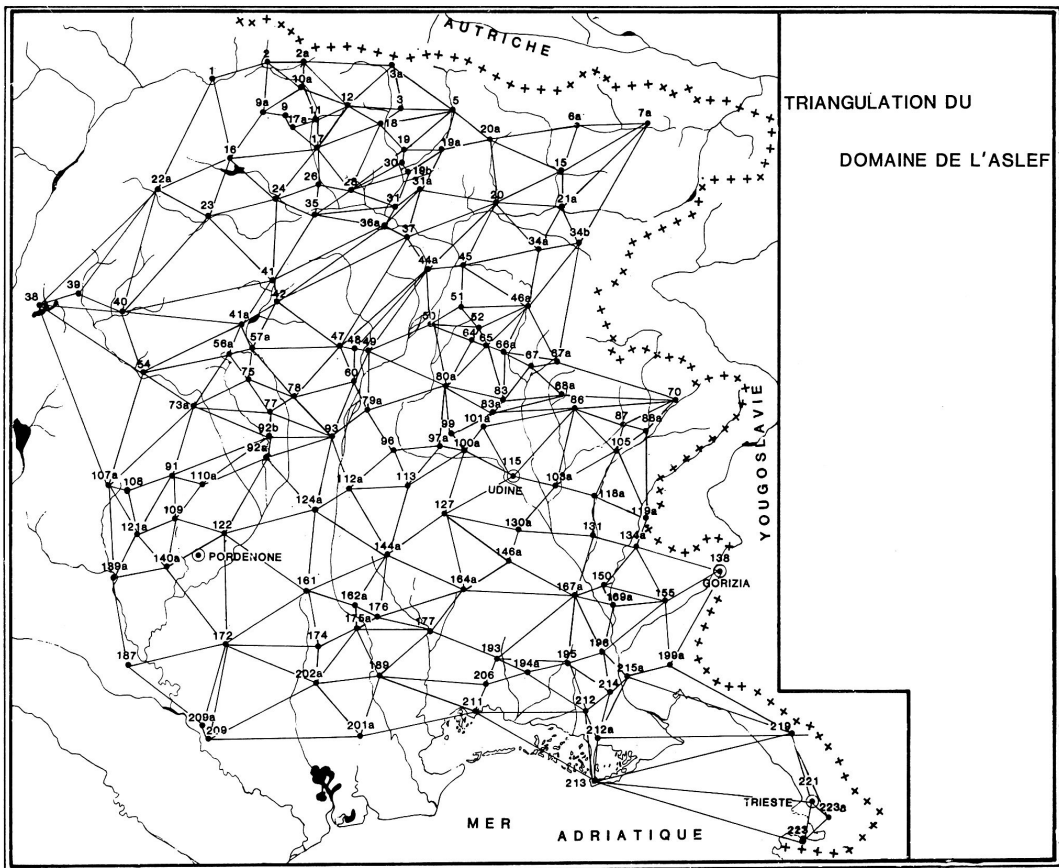 AUTRICHE
TRIANGULATION DU
DOMAINE DE L'ASLEF
YOUGOSLAVIE
2 2a 3a
1 10a
9a 9 11 12 3 5
17a 18 20a 6a 7a
16 17 19 19a
30 19b 15
22a 24 26 28 31a
23 35 31 20 21a
36a 37 34a 34b
44a 45
41
38 39 40 42
41a 51 46a
50 52
56a 57a 47 48 49 64 65 66a
54 75 60 67 67a
78 80a
73a 77 79a 83 68a 70
83a 86
92b 93 99 101a 87 88a
92a 96 97a 100a 105
107a 108 91 110a 112a 113 115 103a
UDINE
109 124a 127 118a 119a
121a 122 130a 131 134a
PORDENONE
139a 140a 144a 146a 138
GORIZIA
161 162a 176 164a 167a 150 169a 155
175a 177
172 174 196
187 202a 189 193 194a 195 215a 199a
206 214
209a 211 212
209 201a 212a 219
213 221
TRIESTE
223a
223
MER ADRIATIQUE